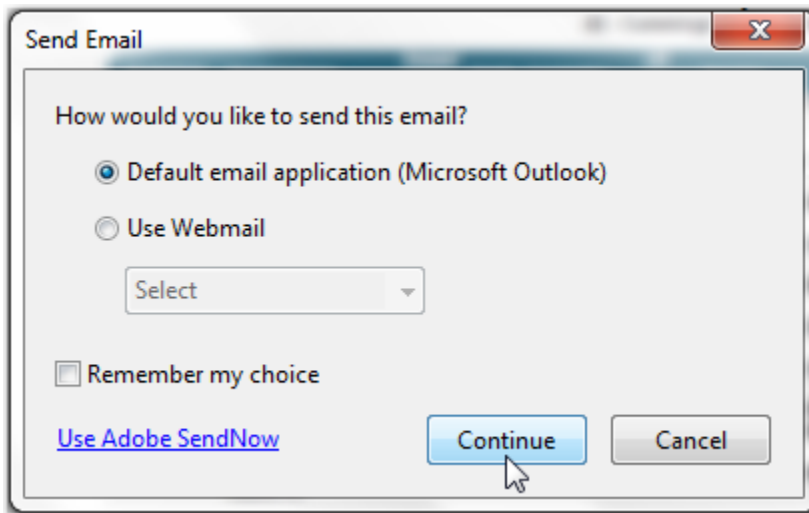 Send Email
How would you like to send this email?
Default email application (Microsoft Outlook)
Use Webmail
Select
Remember my choice
Use Adobe SendNow
Continue
Cancel